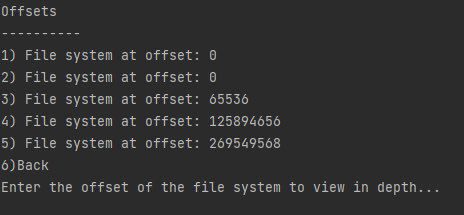 Offsets
----------
1) File system at offset: 0
2) File system at offset: 0
3) File system at offset: 65536
4) File system at offset: 125894656
5) File system at offset: 269549568
6)Back
Enter the offset of the file system to view in depth...